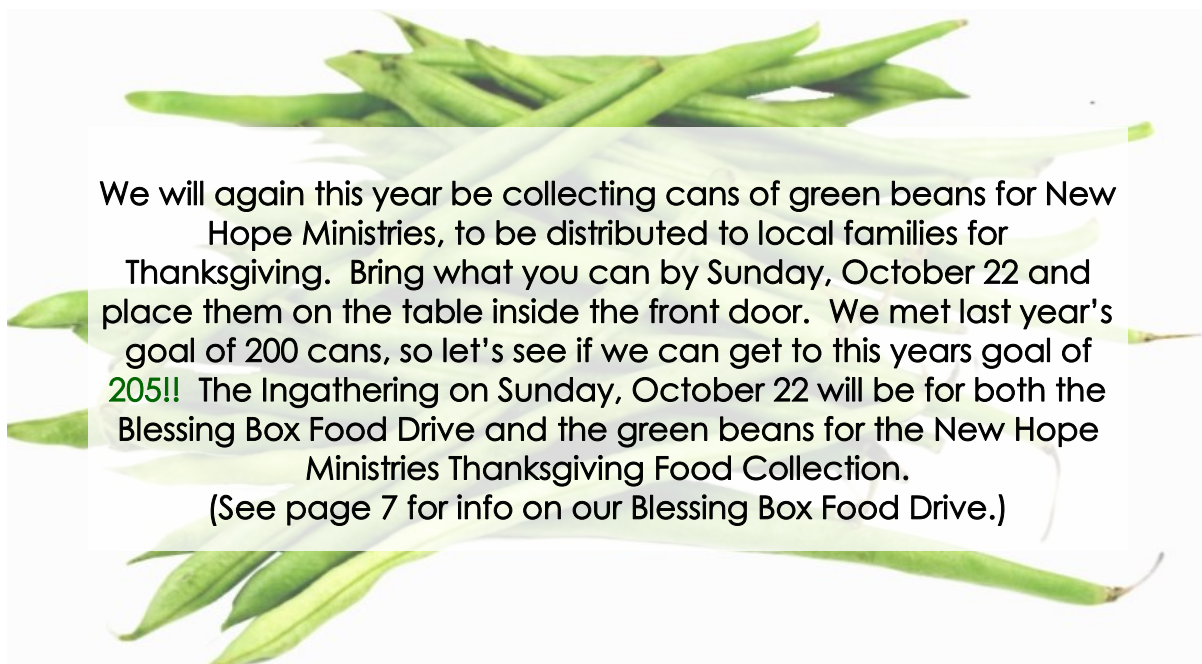 We will again this year be collecting cans of green beans for New
Hope Ministries, to be distributed to local families for
Thanksgiving.  Bring what you can by Sunday, October 22 and
place them on the table inside the front door.  We met last year’s
goal of 200 cans, so let’s see if we can get to this years goal of
205!!  The Ingathering on Sunday, October 22 will be for both the
Blessing Box Food Drive and the green beans for the New Hope
Ministries Thanksgiving Food Collection.
(See page 7 for info on our Blessing Box Food Drive.)